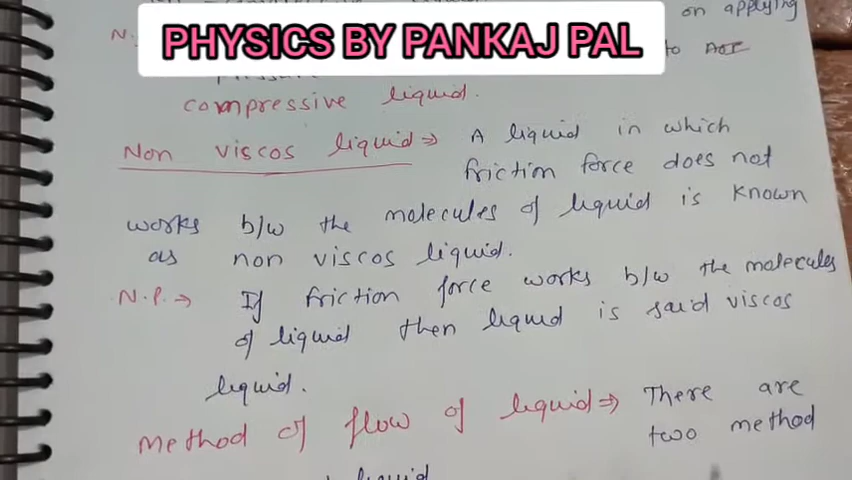 on applying
N.
PHYSICS BY PANKAJ PAL
to
compressive liquid.
Non viscos liquid ⇒ A liquid in which
friction force does not
works b/w the molecules of liquid is known
as non viscos liquid.
N.P. → If friction force works b/w the molecules
of liquid then liquid is said viscos
liquid.
Method of flow of liquid ⇒ There are
two method
liquid